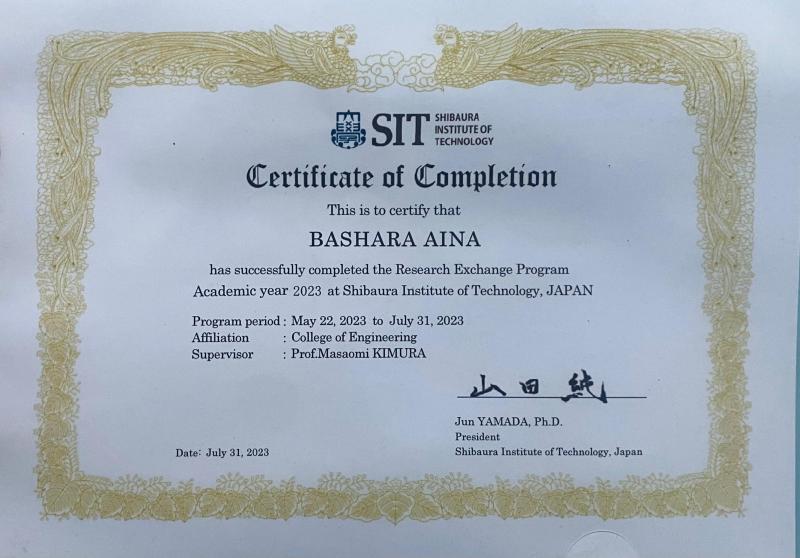 SIT SHIBAURA
INSTITUTE OF
TECHNOLOGY
Certificate of Completion
This is to certify that
BASHARA AINA
has successfully completed the Research Exchange Program
Academic year 2023 at Shibaura Institute of Technology, JAPAN
Program period : May 22, 2023 to July 31, 2023
Affiliation : College of Engineering
Supervisor : Prof.Masaomi KIMURA
山田 純
Jun YAMADA, Ph.D.
President
Date: July 31, 2023
Shibaura Institute of Technology, Japan